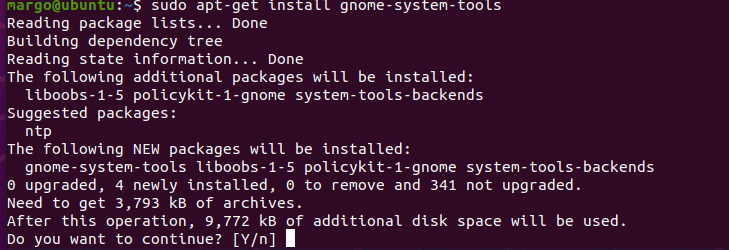 margo@ubuntu:~$ sudo apt-get install gnome-system-tools
Reading package lists... Done
Building dependency tree
Reading state information... Done
The following additional packages will be installed:
  liboobs-1-5 policykit-1-gnome system-tools-backends
Suggested packages:
  ntp
The following NEW packages will be installed:
  gnome-system-tools liboobs-1-5 policykit-1-gnome system-tools-backends
0 upgraded, 4 newly installed, 0 to remove and 341 not upgraded.
Need to get 3,793 kB of archives.
After this operation, 9,772 kB of additional disk space will be used.
Do you want to continue? [Y/n]